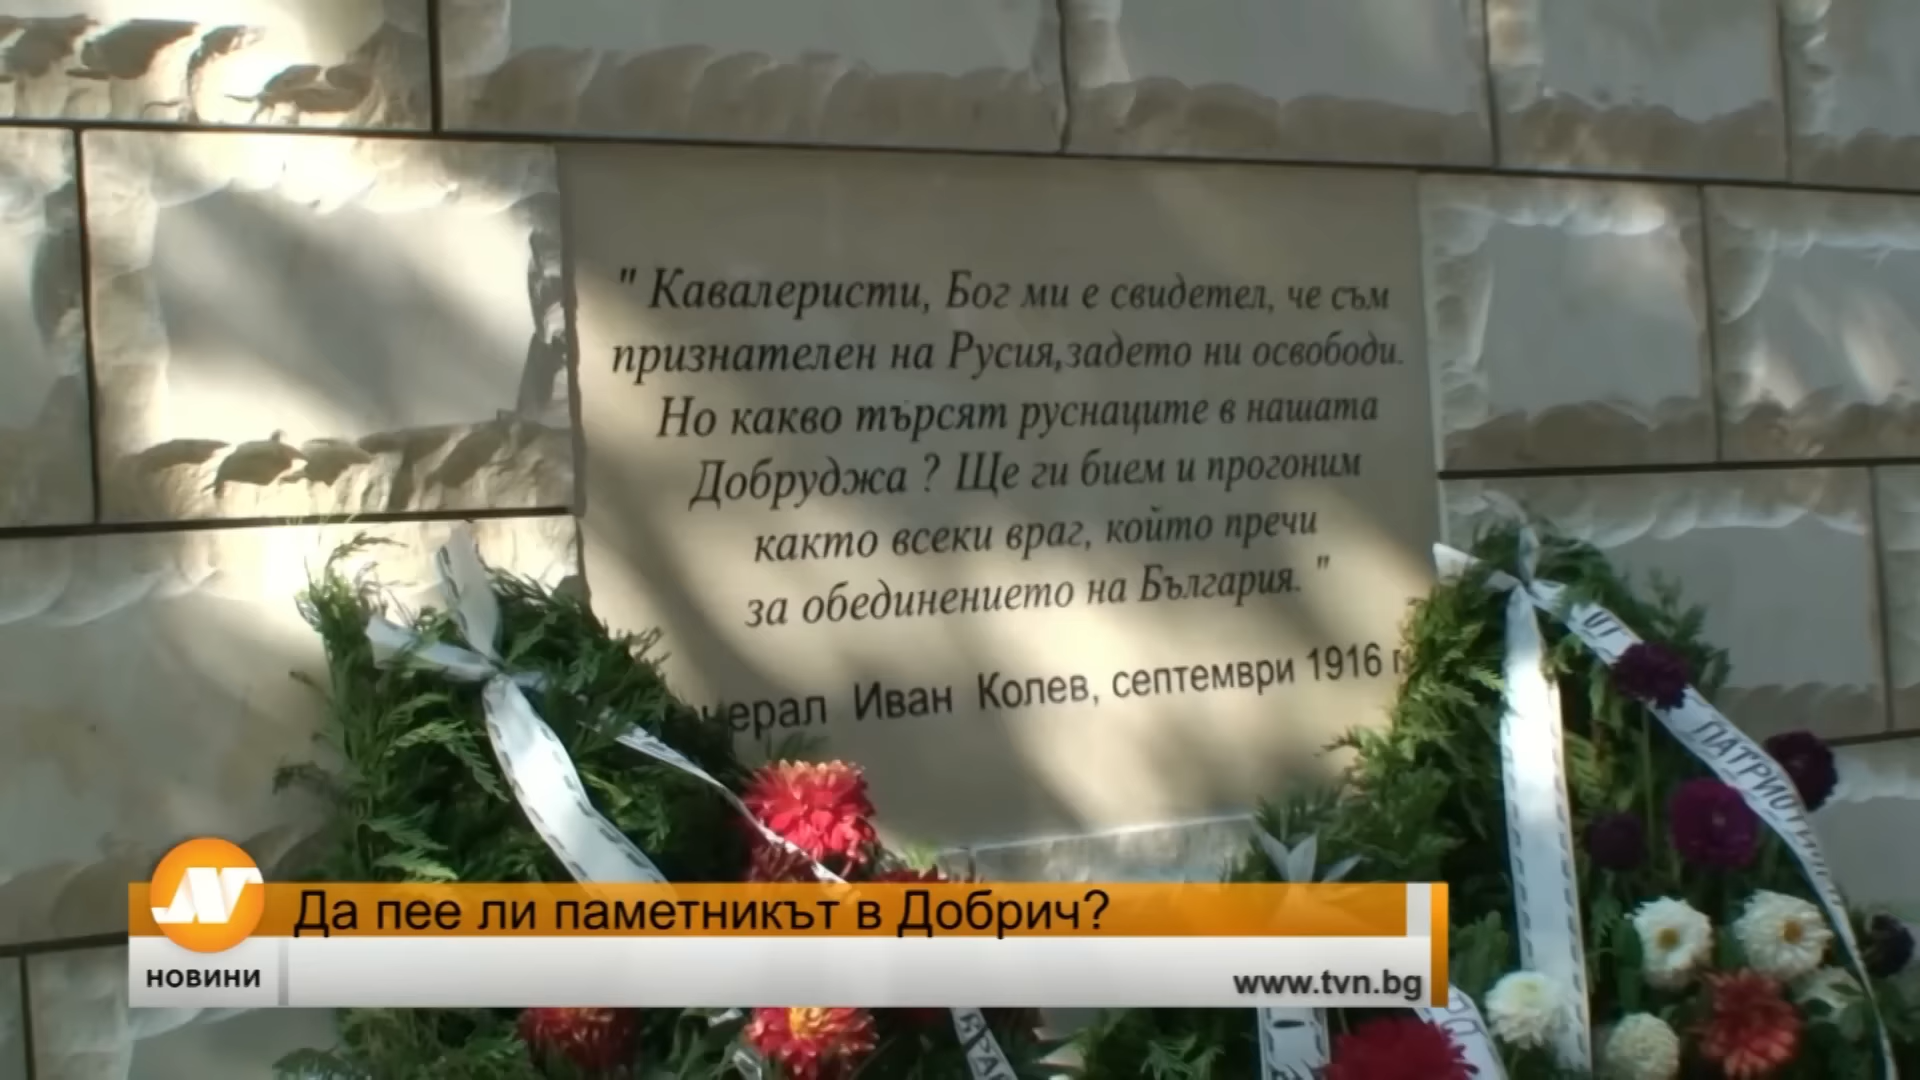 " Кавалеристи, Бог ми е свидетел, че съм
признателен на Русия,задето ни освободи.
Но какво търсят руснаците в нашата
Добруджа ? Ще ги бием и прогоним
както всеки враг, който пречи
за обединението на България. "
Иван Колев, септември 1916 г.
ОТ
Да пее ли паметникът в Добрич?
НОВИНИ
www.tvn.bg